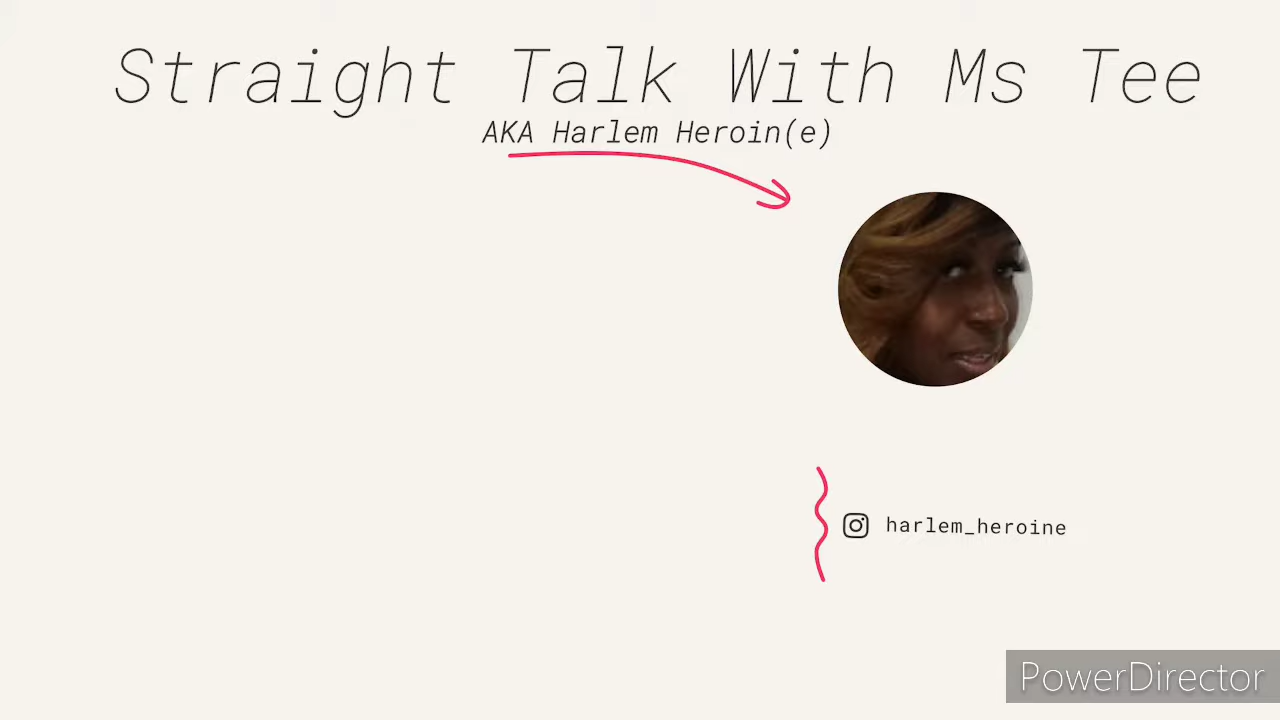 Straight Talk With Ms Tee
AKA Harlem Heroin(e)
harlem_heroine
PowerDirector